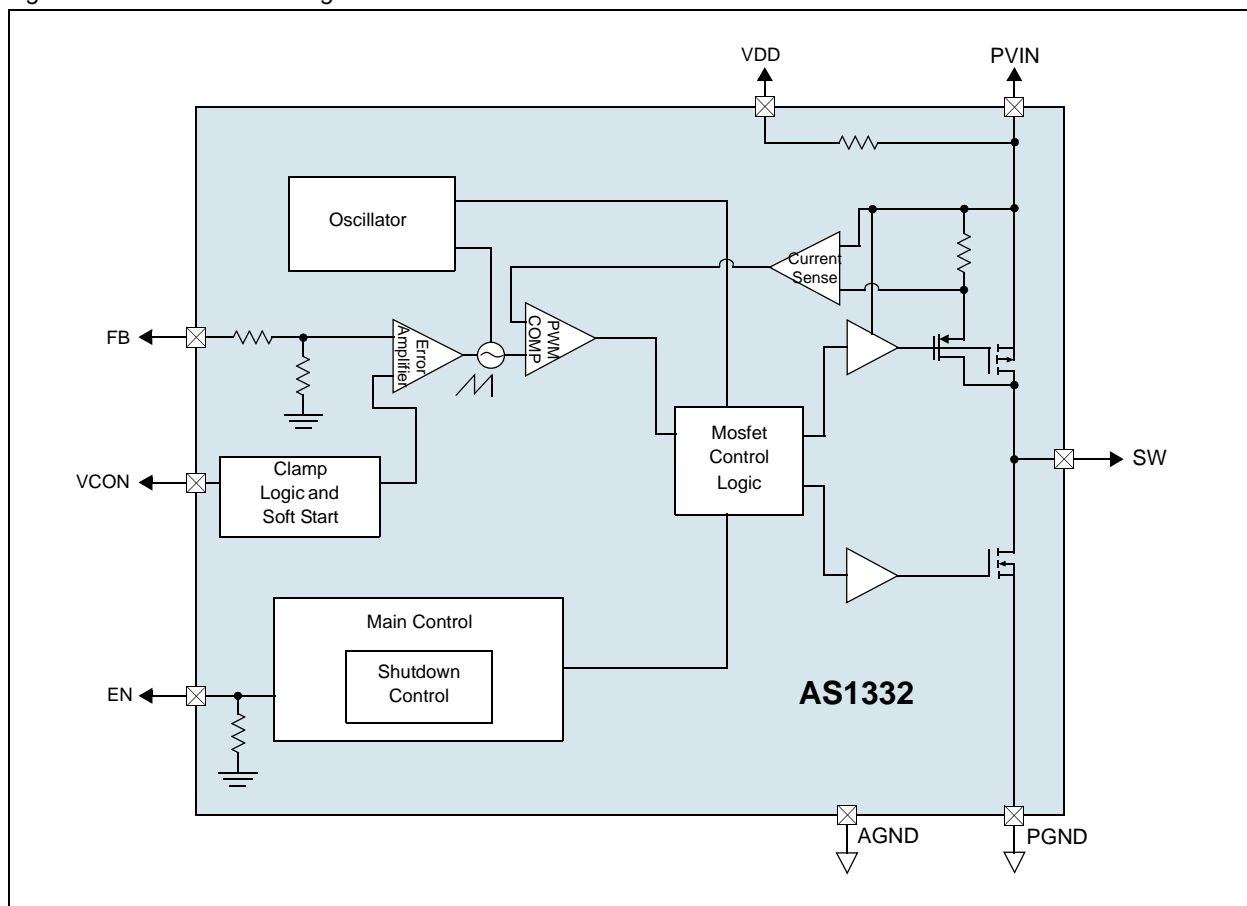 VDD
PVIN
Oscillator
Current
Sense
FB
Error
Amplifier
PWM
COMP
Mosfet
Control
Logic
SW
VCON
Clamp
Logic and
Soft Start
Main Control
Shutdown
Control
EN
AS1332
AGND
PGND